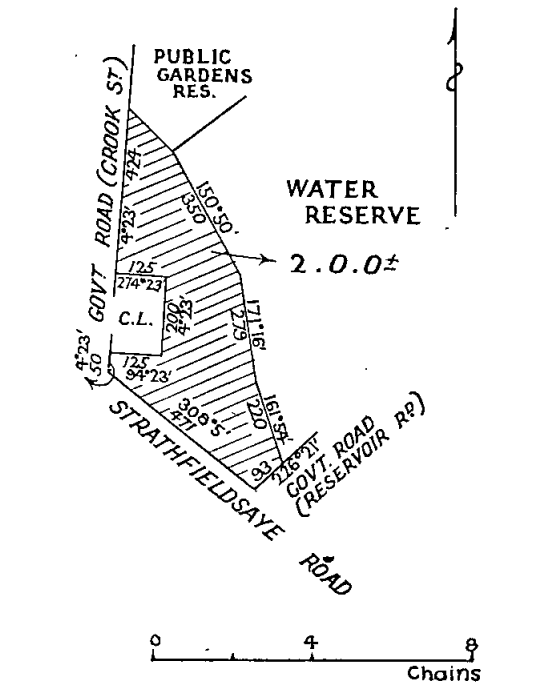 PUBLIC
GARDENS
RES.
GOVT ROAD (CROOK ST)
424
4°23'
150°50'
350
WATER
RESERVE
2.0.0±
125
274°23'
C.L.
200
4°23'
171°16'
279
4°23'
50
125
94°23'
308°5'
471
161°54'
220
93
226°21'
GOVT. ROAD
(RESERVOIR RD)
STRATHFIELDSAYE ROAD
0 4 8
Chains